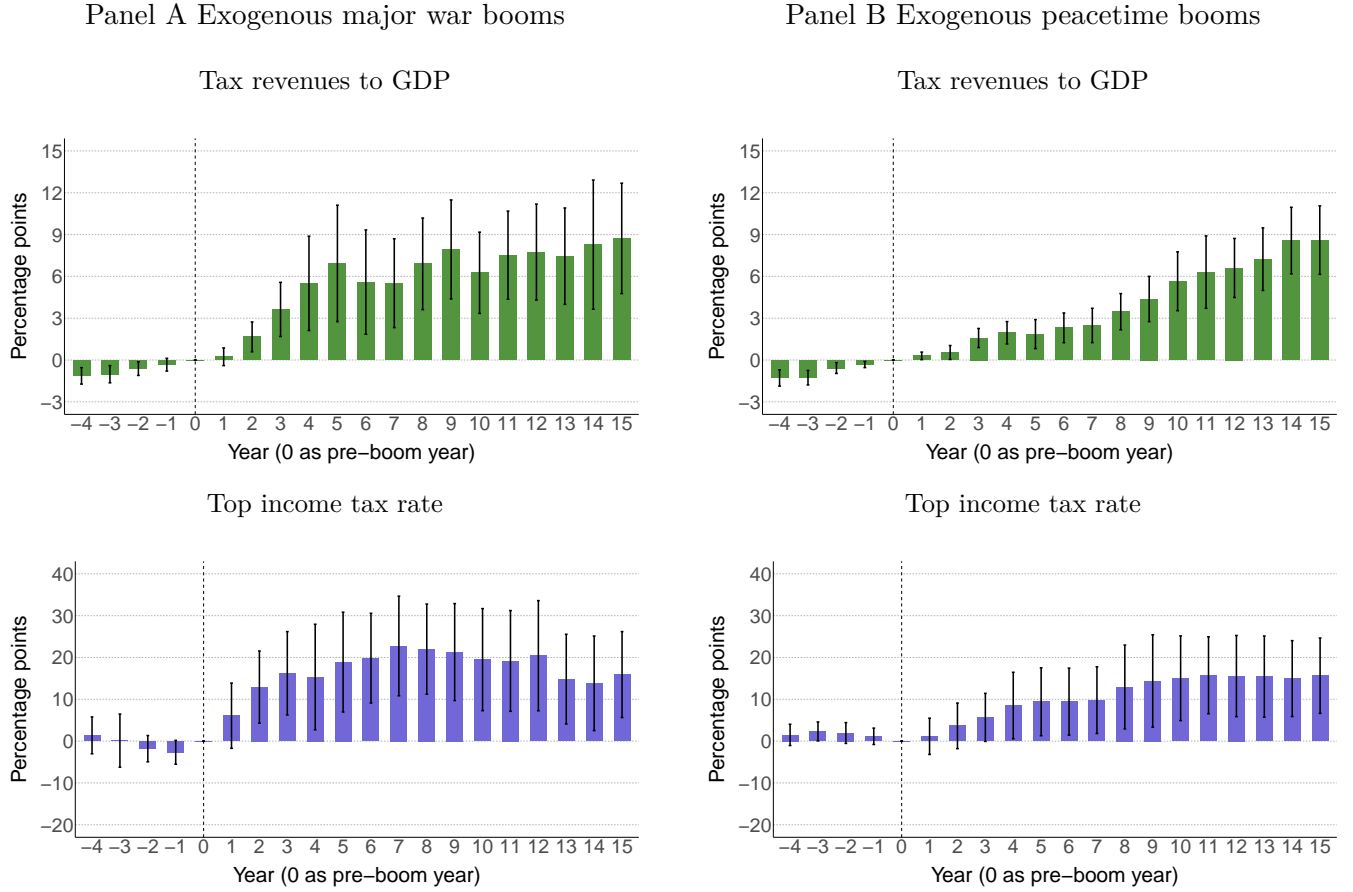 Panel A Exogenous major war booms
Tax revenues to GDP
Percentage points
15
12
9
6
3
0
−3
−4 −3 −2 −1 0 1 2 3 4 5 6 7 8 9 10 11 12 13 14 15
Year (0 as pre−boom year)
Panel B Exogenous peacetime booms
Tax revenues to GDP
Percentage points
15
12
9
6
3
0
−3
−4 −3 −2 −1 0 1 2 3 4 5 6 7 8 9 10 11 12 13 14 15
Year (0 as pre−boom year)
Top income tax rate
Percentage points
40
30
20
10
0
−10
−20
−4 −3 −2 −1 0 1 2 3 4 5 6 7 8 9 10 11 12 13 14 15
Year (0 as pre−boom year)
Top income tax rate
Percentage points
40
30
20
10
0
−10
−20
−4 −3 −2 −1 0 1 2 3 4 5 6 7 8 9 10 11 12 13 14 15
Year (0 as pre−boom year)